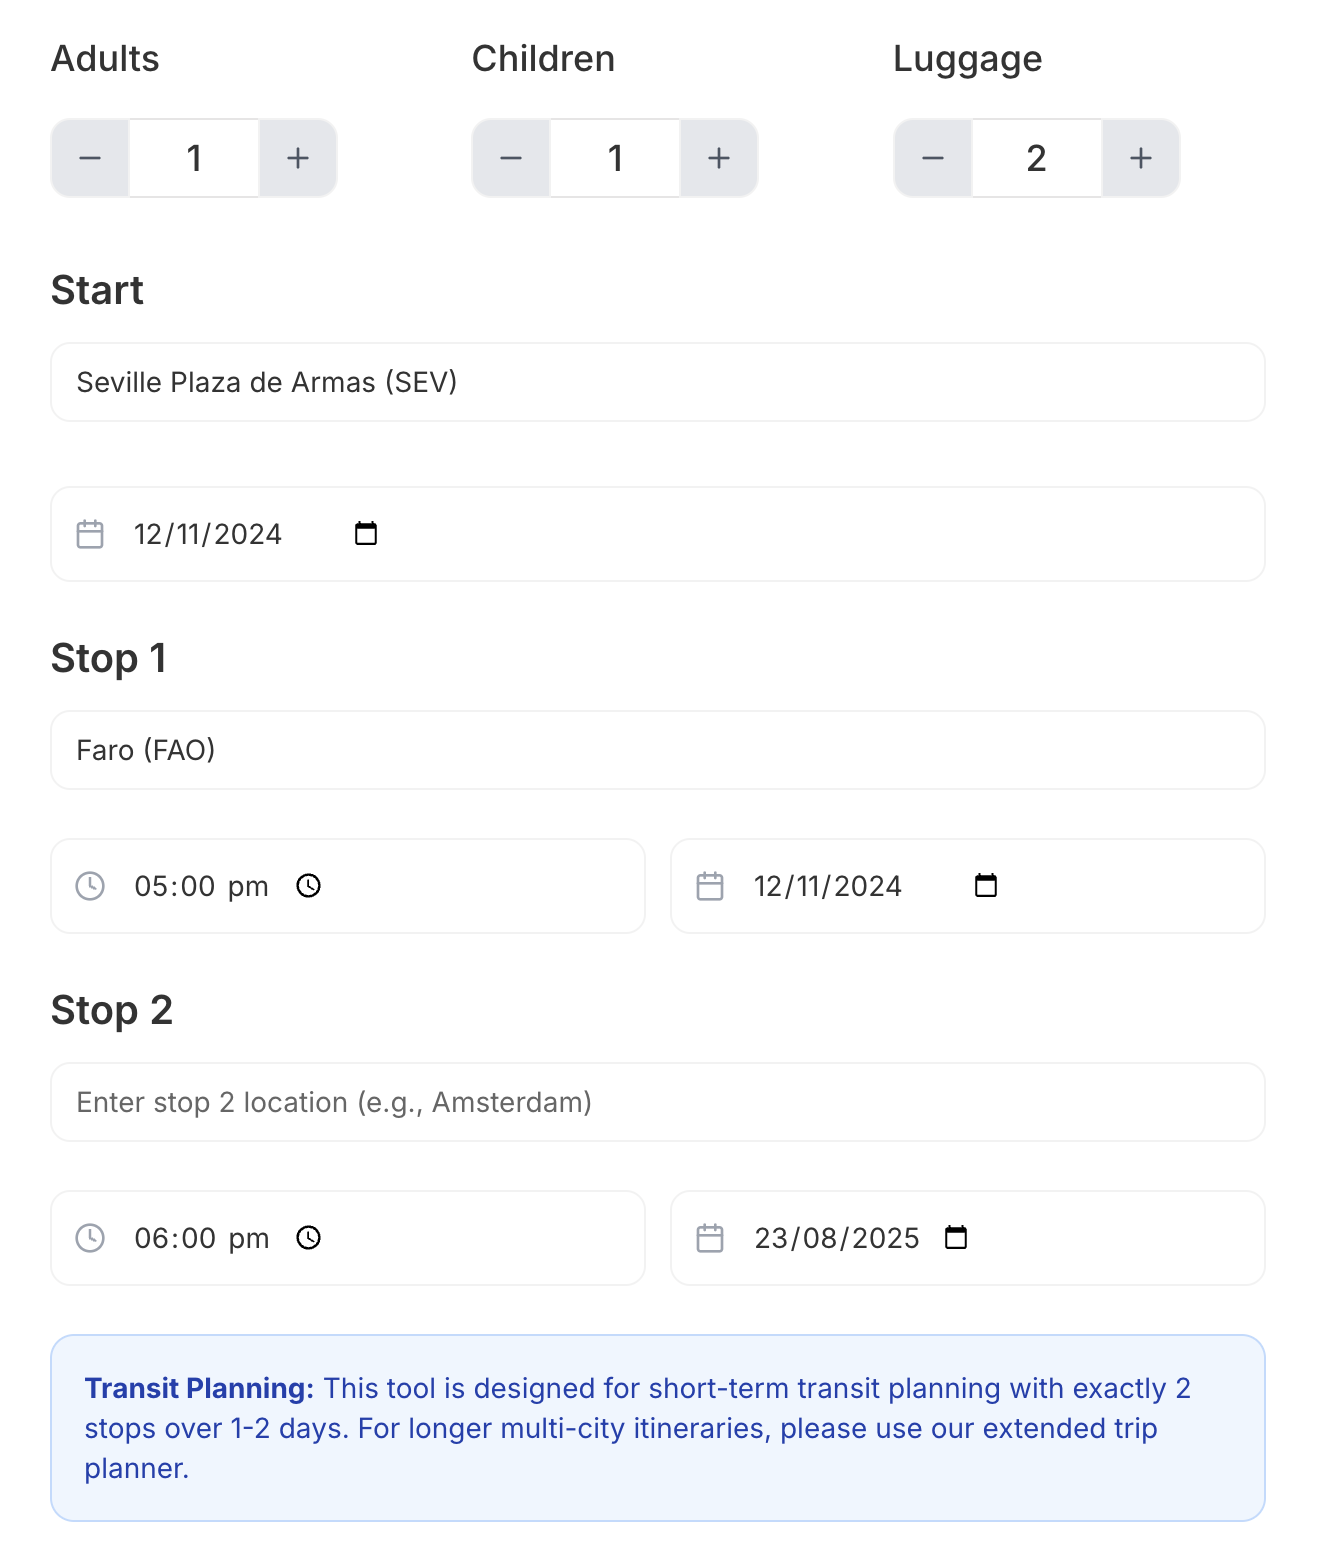 Adults Children Luggage
− 1 + − 1 + − 2 +
Start
Seville Plaza de Armas (SEV)
12/11/2024
Stop 1
Faro (FAO)
05:00 pm 12/11/2024
Stop 2
Enter stop 2 location (e.g., Amsterdam)
06:00 pm 23/08/2025
Transit Planning: This tool is designed for short-term transit planning with exactly 2
stops over 1-2 days. For longer multi-city itineraries, please use our extended trip
planner.